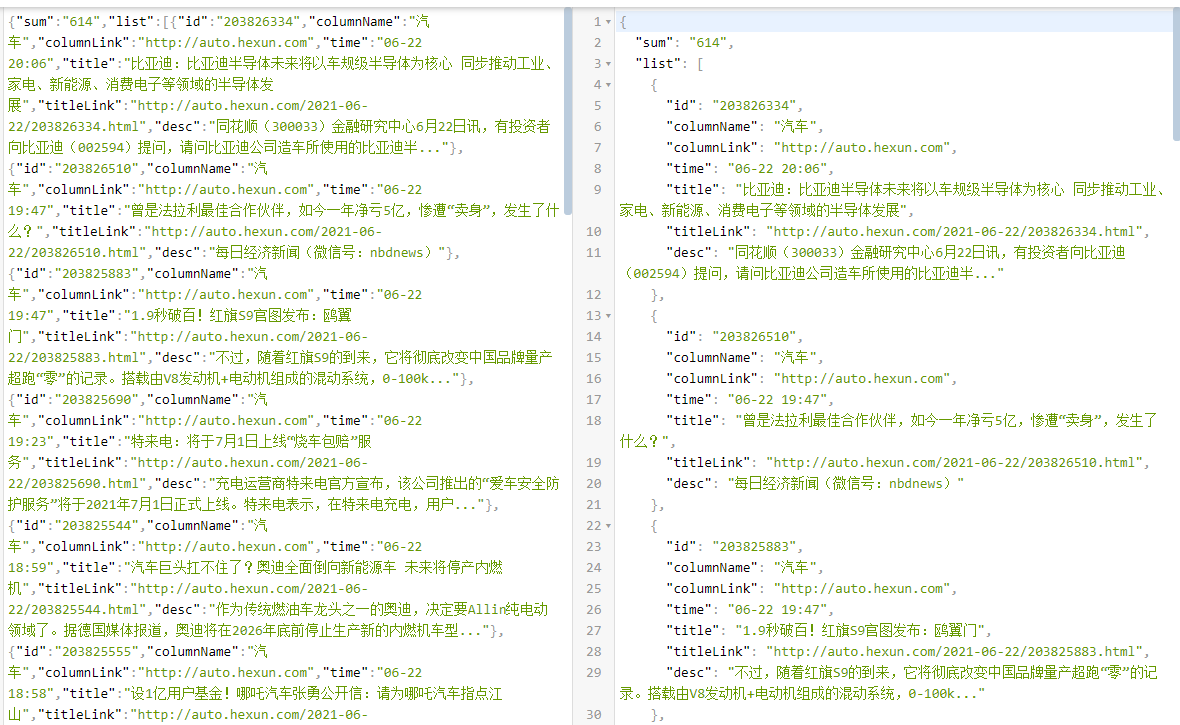 {"sum":"614","list":[{"id":"203826334","columnName":"汽
车","columnLink":"http://auto.hexun.com","time":"06-22
20:06","title":"比亚迪：比亚迪半导体未来将以车规级半导体为核心 同步推动工业、
家电、新能源、消费电子等领域的半导体发
展","titleLink":"http://auto.hexun.com/2021-06-
22/203826334.html","desc":"同花顺（300033）金融研究中心6月22日讯，有投资者
向比亚迪（002594）提问，请问比亚迪公司造车所使用的比亚迪半..."},
{"id":"203826510","columnName":"汽
车","columnLink":"http://auto.hexun.com","time":"06-22
19:47","title":"曾是法拉利最佳合作伙伴，如今一年净亏5亿，惨遭“卖身”，发生了什
么？","titleLink":"http://auto.hexun.com/2021-06-
22/203826510.html","desc":"每日经济新闻（微信号：nbdnews）"},
{"id":"203825883","columnName":"汽
车","columnLink":"http://auto.hexun.com","time":"06-22
19:47","title":"1.9秒破百！红旗S9官图发布：鸥翼
门","titleLink":"http://auto.hexun.com/2021-06-
22/203825883.html","desc":"不过，随着红旗S9的到来，它将彻底改变中国品牌量产
超跑“零”的记录。搭载由V8发动机+电动机组成的混动系统，0-100k..."},
{"id":"203825690","columnName":"汽
车","columnLink":"http://auto.hexun.com","time":"06-22
19:23","title":"特来电：将于7月1日上线“烧车包赔”服
务","titleLink":"http://auto.hexun.com/2021-06-
22/203825690.html","desc":"充电运营商特来电官方宣布，该公司推出的“爱车安全防
护服务”将于2021年7月1日正式上线。特来电表示，在特来电充电，用户..."},
{"id":"203825544","columnName":"汽
车","columnLink":"http://auto.hexun.com","time":"06-22
18:59","title":"汽车巨头扛不住了？奥迪全面倒向新能源车 未来将停产内燃
机","titleLink":"http://auto.hexun.com/2021-06-
22/203825544.html","desc":"作为传统燃油车龙头之一的奥迪，决定要Allin纯电动
领域了。据德国媒体报道，奥迪将在2026年底前停止生产新的内燃机车型..."},
{"id":"203825555","columnName":"汽
车","columnLink":"http://auto.hexun.com","time":"06-22
18:58","title":"设1亿用户基金！哪吒汽车张勇公开信：请为哪吒汽车指点江
山","titleLink":"http://auto.hexun.com/2021-06-
1 {
2 "sum": "614",
3 "list": [
4 {
5 "id": "203826334",
6 "columnName": "汽车",
7 "columnLink": "http://auto.hexun.com",
8 "time": "06-22 20:06",
9 "title": "比亚迪：比亚迪半导体未来将以车规级半导体为核心 同步推动工业、
家电、新能源、消费电子等领域的半导体发展",
10 "titleLink": "http://auto.hexun.com/2021-06-22/203826334.html",
11 "desc": "同花顺（300033）金融研究中心6月22日讯，有投资者向比亚迪
（002594）提问，请问比亚迪公司造车所使用的比亚迪半..."
12 },
13 {
14 "id": "203826510",
15 "columnName": "汽车",
16 "columnLink": "http://auto.hexun.com",
17 "time": "06-22 19:47",
18 "title": "曾是法拉利最佳合作伙伴，如今一年净亏5亿，惨遭“卖身”，发生了
什么？",
19 "titleLink": "http://auto.hexun.com/2021-06-22/203826510.html",
20 "desc": "每日经济新闻（微信号：nbdnews）"
21 },
22 {
23 "id": "203825883",
24 "columnName": "汽车",
25 "columnLink": "http://auto.hexun.com",
26 "time": "06-22 19:47",
27 "title": "1.9秒破百！红旗S9官图发布：鸥翼门",
28 "titleLink": "http://auto.hexun.com/2021-06-22/203825883.html",
29 "desc": "不过，随着红旗S9的到来，它将彻底改变中国品牌量产超跑“零”的记
录。搭载由V8发动机+电动机组成的混动系统，0-100k..."
30 },